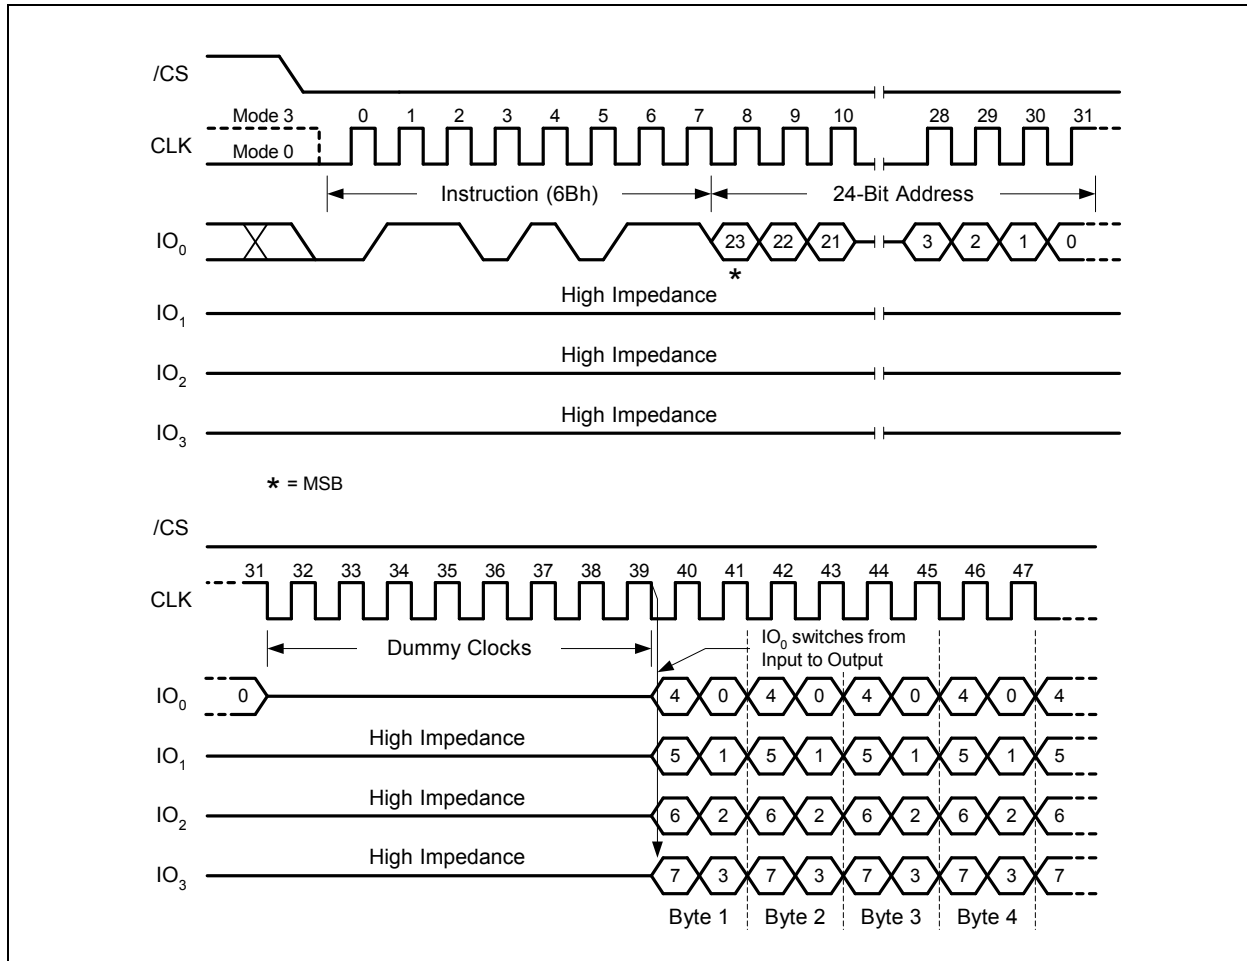 /CS
Mode 3 0 1 2 3 4 5 6 7 8 9 10 28 29 30 31
CLK
Mode 0
Instruction (6Bh) 24-Bit Address
IO0 23 22 21 3 2 1 0
*
High Impedance
IO1
High Impedance
IO2
High Impedance
IO3
* = MSB
/CS
31 32 33 34 35 36 37 38 39 40 41 42 43 44 45 46 47
CLK
Dummy Clocks
IO0 switches from
Input to Output
IO0 0 4 0 4 0 4 0 4 0 4
High Impedance
IO1 5 1 5 1 5 1 5 1 5
High Impedance
IO2 6 2 6 2 6 2 6 2 6
High Impedance
IO3 7 3 7 3 7 3 7 3 7
Byte 1 Byte 2 Byte 3 Byte 4